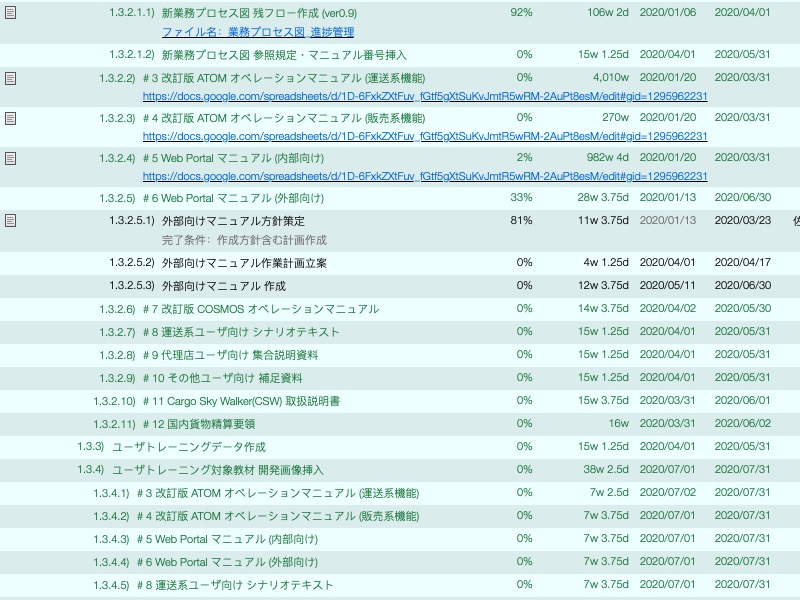 1.3.2.1.1) 新業務プロセス図 残フロー作成 (ver0.9) 92% 106w 2d 2020/01/06 2020/04/01
ファイル名: 業務プロセス図_進捗管理
1.3.2.1.2) 新業務プロセス図 参照規定・マニュアル番号挿入 0% 15w 1.25d 2020/04/01 2020/05/31
1.3.2.2) # 3 改訂版 ATOM オペレーションマニュアル (運送系機能) 0% 4,010w 2020/01/20 2020/03/31
https://docs.google.com/spreadsheets/d/1D-6FxkZXtFuv_fGtf5gXtSuKvJmtR5wRM-2AuPt8esM/edit#gid=1295962231
1.3.2.3) # 4 改訂版 ATOM オペレーションマニュアル (販売系機能) 0% 270w 2020/01/20 2020/03/31
https://docs.google.com/spreadsheets/d/1D-6FxkZXtFuv_fGtf5gXtSuKvJmtR5wRM-2AuPt8esM/edit#gid=1295962231
1.3.2.4) # 5 Web Portal マニュアル (内部向け) 2% 982w 4d 2020/01/20 2020/03/31
https://docs.google.com/spreadsheets/d/1D-6FxkZXtFuv_fGtf5gXtSuKvJmtR5wRM-2AuPt8esM/edit#gid=1295962231
1.3.2.5) # 6 Web Portal マニュアル (外部向け) 33% 28w 3.75d 2020/01/13 2020/06/30
1.3.2.5.1) 外部向けマニュアル方針策定 81% 11w 3.75d 2020/01/13 2020/03/23
完了条件: 作成方針含む計画作成
1.3.2.5.2) 外部向けマニュアル作業計画立案 0% 4w 1.25d 2020/04/01 2020/04/17
1.3.2.5.3) 外部向けマニュアル 作成 0% 12w 3.75d 2020/05/11 2020/06/30
1.3.2.6) # 7 改訂版 COSMOS オペレーションマニュアル 0% 14w 3.75d 2020/04/02 2020/05/30
1.3.2.7) # 8 運送系ユーザ向け シナリオテキスト 0% 15w 1.25d 2020/04/01 2020/05/31
1.3.2.8) # 9 代理店ユーザ向け 集合説明資料 0% 15w 1.25d 2020/04/01 2020/05/31
1.3.2.9) # 10 その他ユーザ向け 補足資料 0% 15w 1.25d 2020/04/01 2020/05/31
1.3.2.10) # 11 Cargo Sky Walker(CSW) 取扱説明書 0% 15w 3.75d 2020/03/31 2020/06/01
1.3.2.11) # 12 国内貨物精算要領 0% 16w 2020/03/31 2020/06/02
1.3.3) ユーザトレーニングデータ作成 0% 15w 1.25d 2020/04/01 2020/05/31
1.3.4) ユーザトレーニング対象教材 開発画像挿入 0% 38w 2.5d 2020/07/01 2020/07/31
1.3.4.1) # 3 改訂版 ATOM オペレーションマニュアル (運送系機能) 0% 7w 2.5d 2020/07/02 2020/07/31
1.3.4.2) # 4 改訂版 ATOM オペレーションマニュアル (販売系機能) 0% 7w 3.75d 2020/07/01 2020/07/31
1.3.4.3) # 5 Web Portal マニュアル (内部向け) 0% 7w 3.75d 2020/07/01 2020/07/31
1.3.4.4) # 6 Web Portal マニュアル (外部向け) 0% 7w 3.75d 2020/07/01 2020/07/31
1.3.4.5) # 8 運送系ユーザ向け シナリオテキスト 0% 7w 3.75d 2020/07/01 2020/07/31